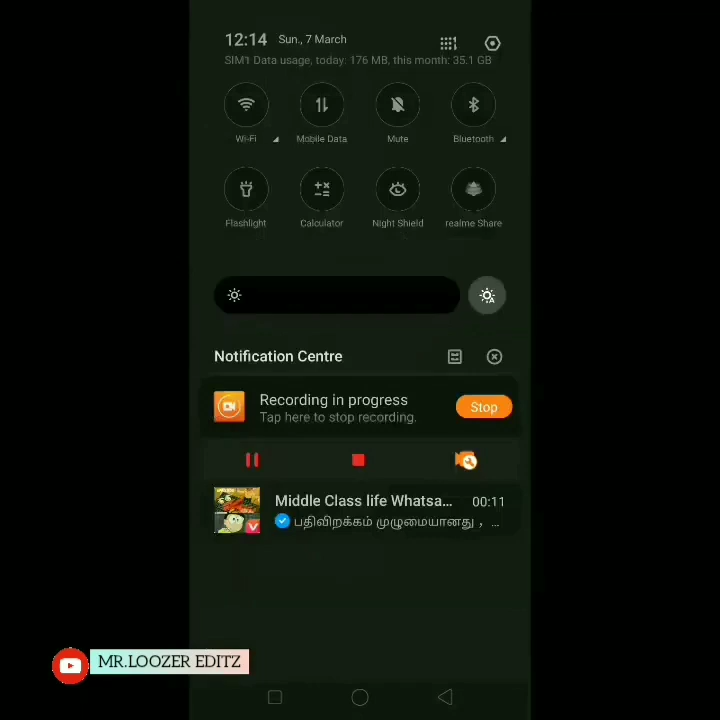 12:14 Sun., 7 March
SIM1 Data usage, today: 176 MB, this month: 35.1 GB
Wi-Fi Mobile Data Mute Bluetooth
Flashlight Calculator Night Shield realme Share
Notification Centre
Recording in progress
Tap here to stop recording.
Stop
Middle Class life Whatsa... 00:11
பதிவிறக்கம் முழுமையானது , ...
MR.LOOZER EDITZ